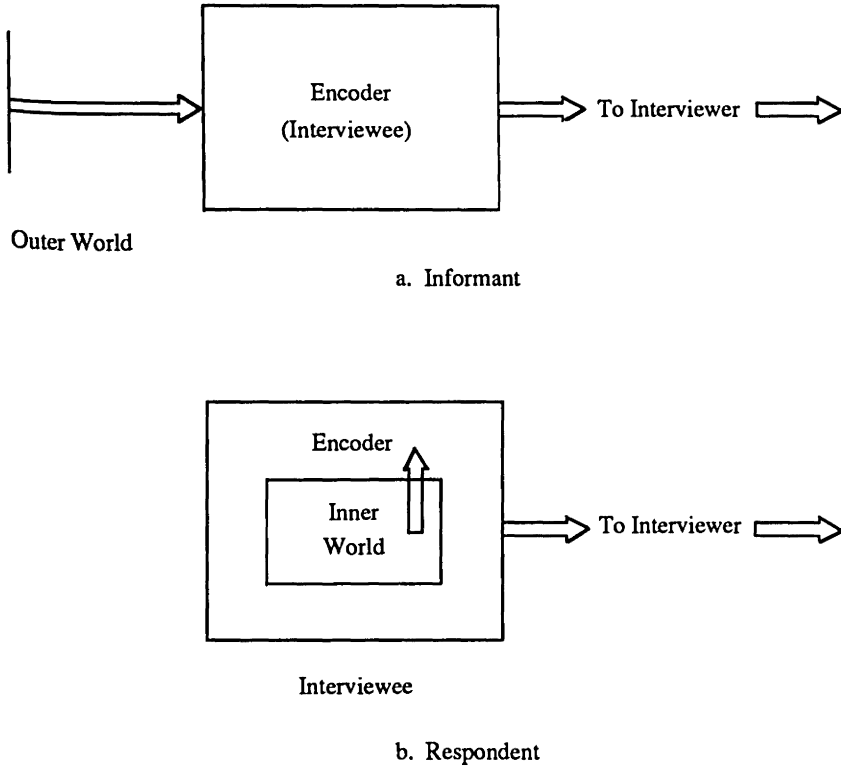 Encoder
(Interviewee)
To Interviewer
Outer World
a. Informant
Encoder
Inner
World
To Interviewer
Interviewee
b. Respondent